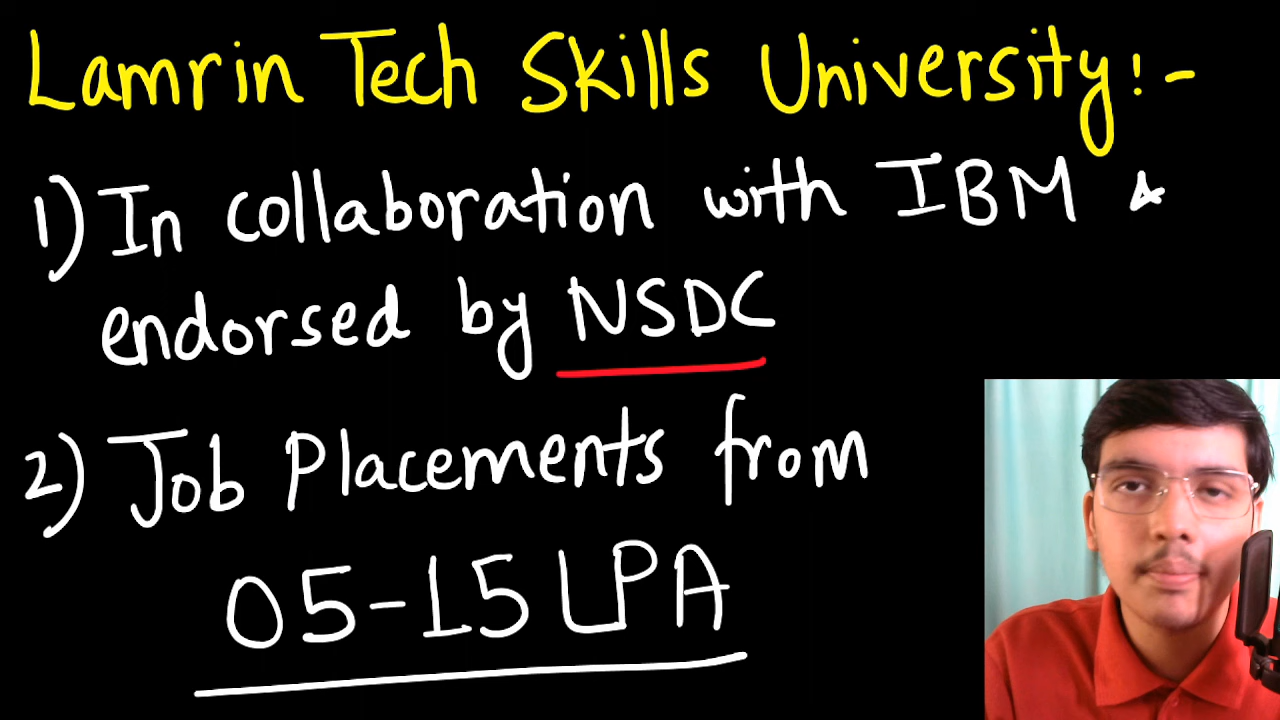 Lamrin Tech Skills University:-
1) In collaboration with IBM &
endorsed by NSDC
2) Job Placements from
05-15 LPA